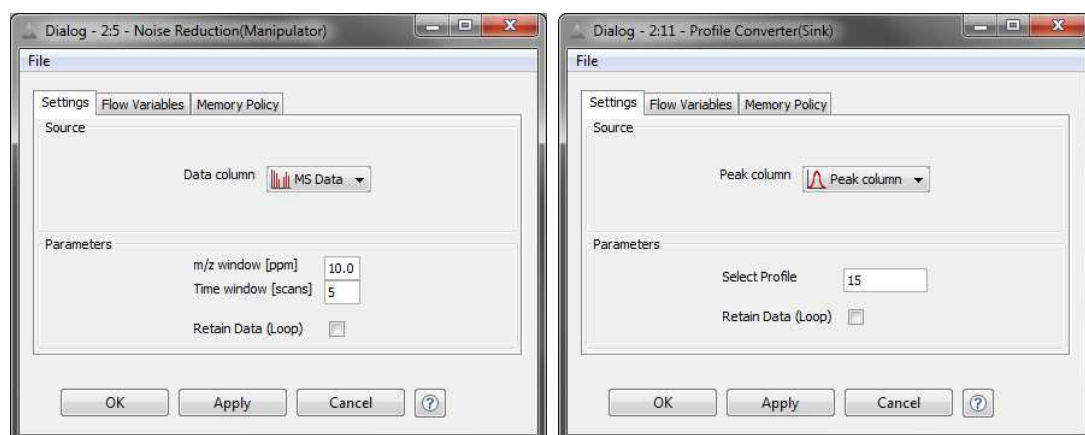 Dialog - 2:5 - Noise Reduction(Manipulator)
File
Settings Flow Variables Memory Policy
Source
Data column MS Data
Parameters
m/z window [ppm] 10.0
Time window [scans] 5
Retain Data (Loop)
OK Apply Cancel ?
Dialog - 2:11 - Profile Converter(Sink)
File
Settings Flow Variables Memory Policy
Source
Peak column Peak column
Parameters
Select Profile 15
Retain Data (Loop)
OK Apply Cancel ?